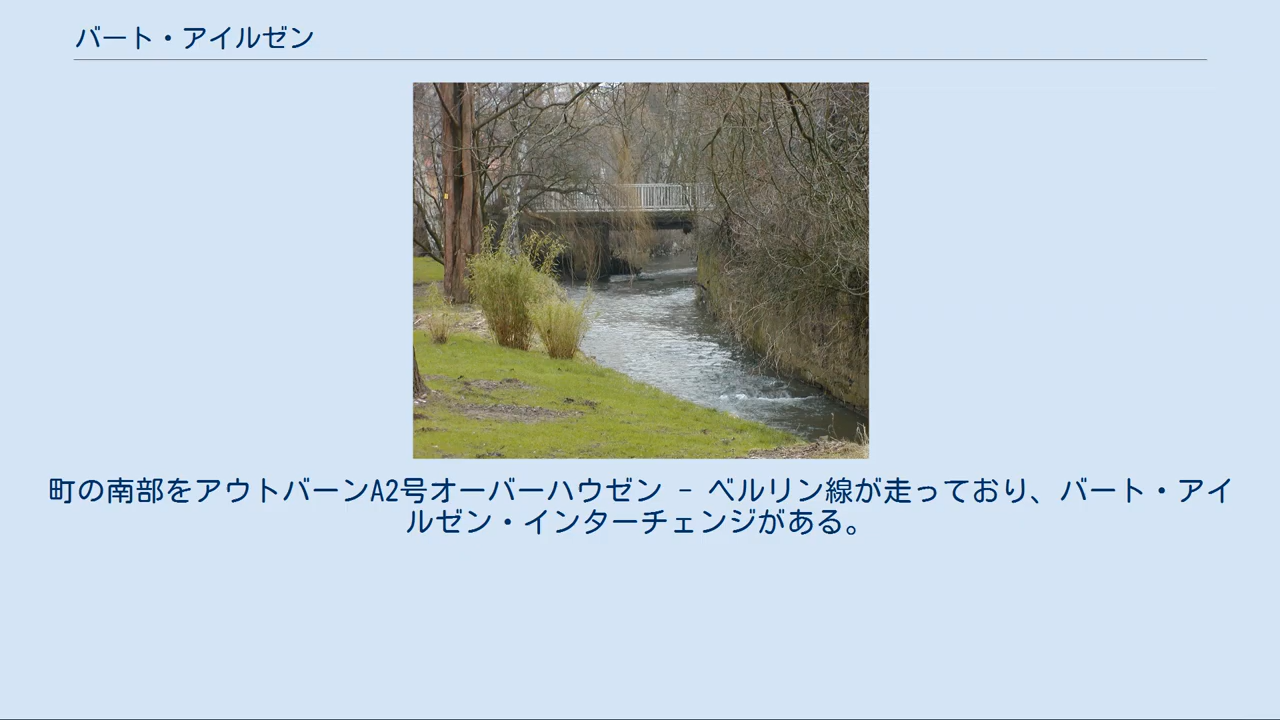 バート・アイルゼン
町の南部をアウトバーンA2号オーバーハウゼン - ベルリン線が走っており、バート・アイ
ルゼン・インターチェンジがある。